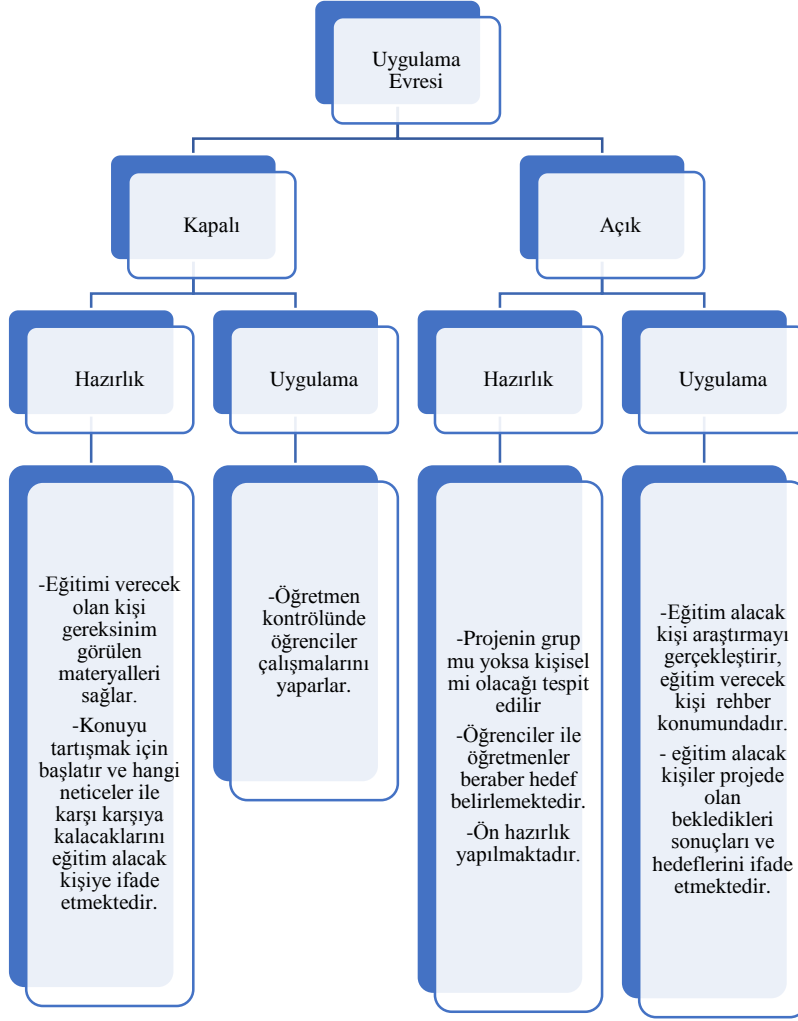 Uygulama
Evresi
Kapalı
Açık
Hazırlık
Uygulama
Hazırlık
Uygulama
-Eğitimi verecek
olan kişi
gereksinim
görülen
materyalleri
sağlar.
-Konuyu
tartışmak için
başlatır ve hangi
neticeler ile
karşı karşıya
kalacaklarını
eğitim alacak
kişiye ifade
etmektedir.
-Öğretmen
kontrölünde
öğrenciler
çalışmalarını
yaparlar.
-Projenin grup
mu yoksa kişisel
mi olacağı tespit
edilir
-Öğrenciler ile
öğretmenler
beraber hedef
belirlemektedir.
-Ön hazırlık
yapılmaktadır.
-Eğitim alacak
kişi araştırmayı
gerçekleştirir,
eğitim verecek
kişi  rehber
konumundadır.
- eğitim alacak
kişiler projede
olan
bekledikleri
sonuçları ve
hedeflerini ifade
etmektedir.